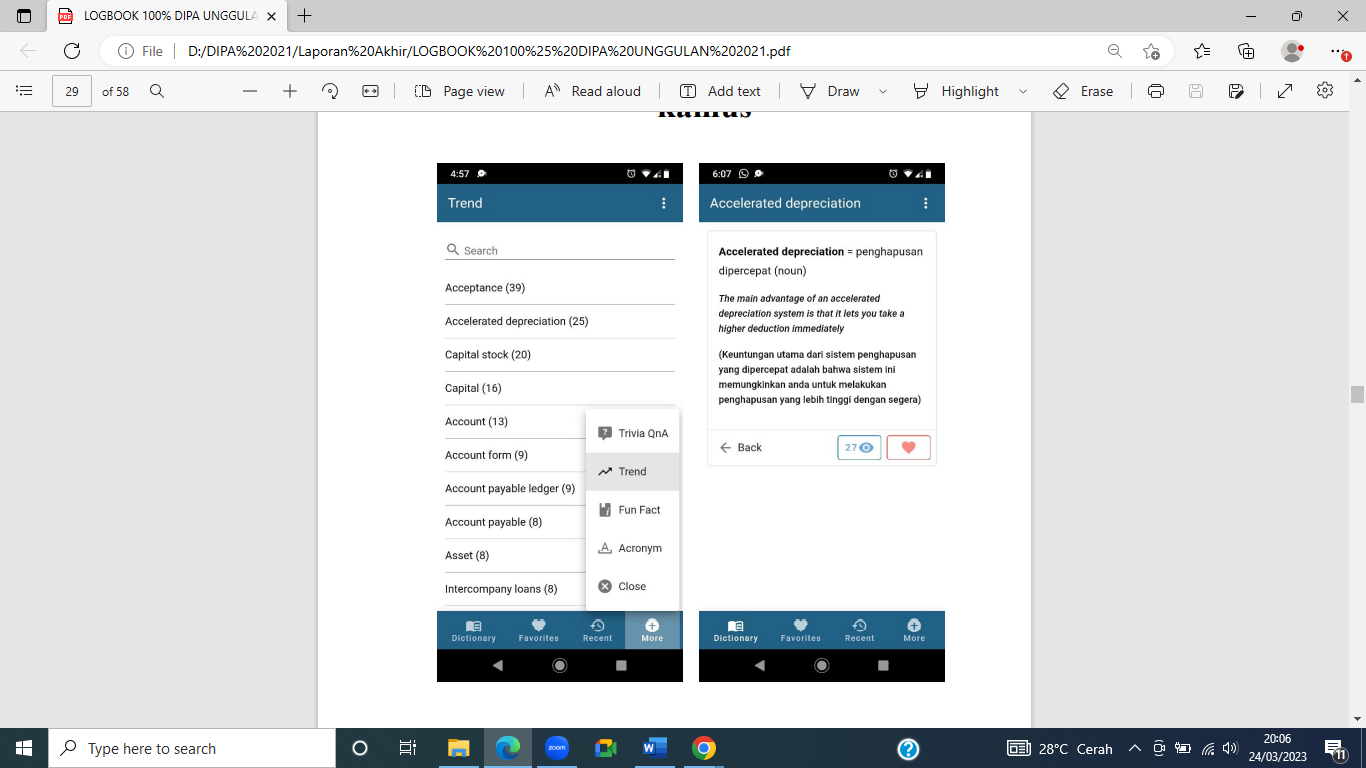 LOGBOOK 100% DIPA UNGGULA
File
D:/DIPA%202021/Laporan%20Akhir/LOGBOOK%20100%25%20DIPA%20UNGGULAN%202021.pdf
29 of 58
Page view
Read aloud
Add text
Draw
Highlight
Erase
kamus
4:57
Trend
Search
Acceptance (39)
Accelerated depreciation (25)
Capital stock (20)
Capital (16)
Account (13)
Account form (9)
Account payable ledger (9)
Account payable (8)
Asset (8)
Intercompany loans (8)
Trivia QnA
Trend
Fun Fact
Acronym
Close
Dictionary Favorites Recent More
6:07
Accelerated depreciation
Accelerated depreciation = penghapusan
dipercepat (noun)
The main advantage of an accelerated
depreciation system is that it lets you take a
higher deduction immediately
(Keuntungan utama dari sistem penghapusan
yang dipercepat adalah bahwa sistem ini
memungkinkan anda untuk melakukan
penghapusan yang lebih tinggi dengan segera)
Back
27
Dictionary Favorites Recent More
Type here to search
zoom
28°C Cerah
20:06
24/03/2023
11